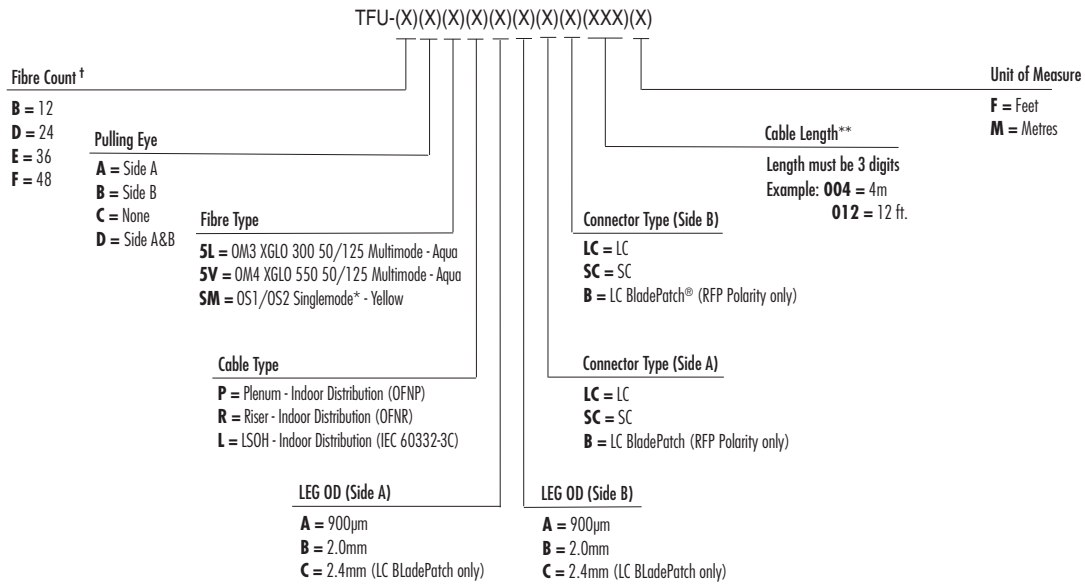 TFU-(X)(X)(X)(X)(X)(X)(X)(X)(XXX)(X)
Fibre Count †
B = 12
D = 24
E = 36
F = 48
Pulling Eye
A = Side A
B = Side B
C = None
D = Side A&B
Fibre Type
5L = OM3 XGLO 300 50/125 Multimode - Aqua
5V = OM4 XGLO 550 50/125 Multimode - Aqua
SM = OS1/OS2 Singlemode* - Yellow
Cable Type
P = Plenum - Indoor Distribution (OFNP)
R = Riser - Indoor Distribution (OFNR)
L = LSOH - Indoor Distribution (IEC 60332-3C)
LEG OD (Side A)
A = 900µm
B = 2.0mm
C = 2.4mm (LC BLadePatch only)
LEG OD (Side B)
A = 900µm
B = 2.0mm
C = 2.4mm (LC BLadePatch only)
Connector Type (Side A)
LC = LC
SC = SC
B = LC BladePatch (RFP Polarity only)
Connector Type (Side B)
LC = LC
SC = SC
B = LC BladePatch® (RFP Polarity only)
Cable Length**
Length must be 3 digits
Example: 004 = 4m
012 = 12 ft.
Unit of Measure
F = Feet
M = Metres